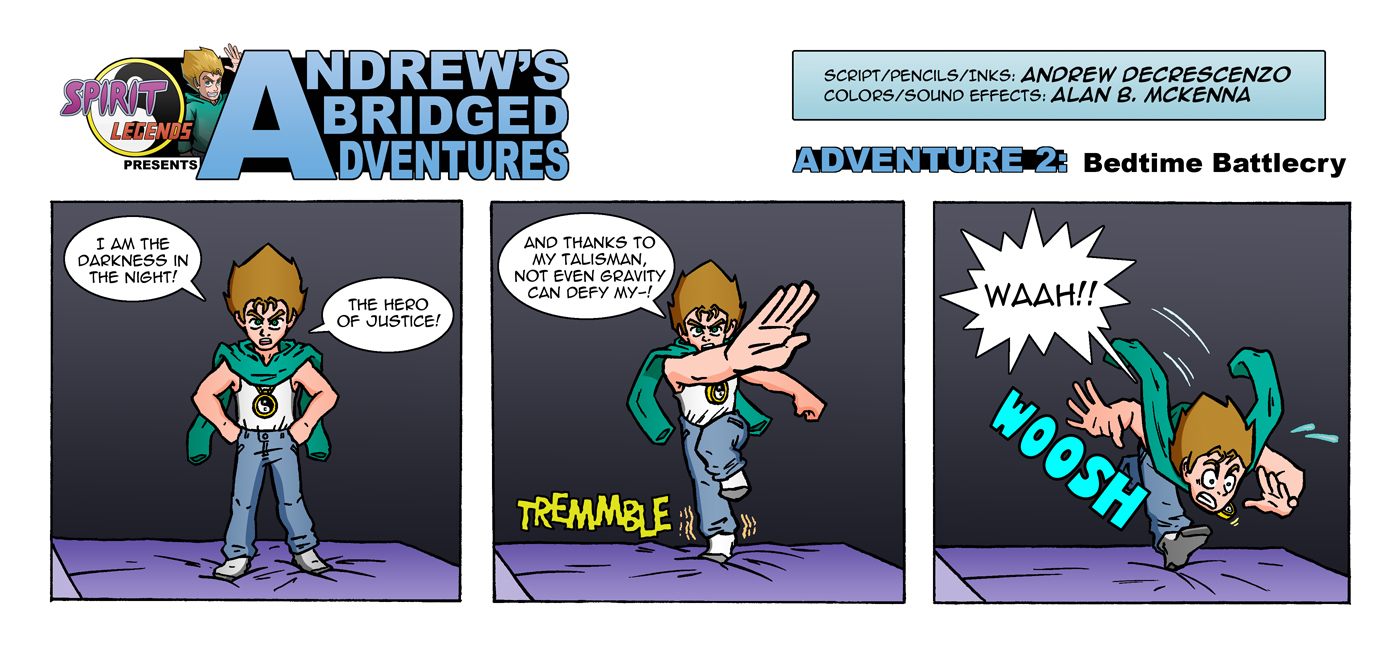 SPIRIT
LEGENDS
PRESENTS
ANDREW'S
ABRIDGED
ADVENTURES
SCRIPT/PENCILS/INKS: ANDREW DECRESCENZO
COLORS/SOUND EFFECTS: ALAN B. MCKENNA
ADVENTURE 2: Bedtime Battlecry
I AM THE
DARKNESS IN
THE NIGHT!
THE HERO
OF JUSTICE!
AND THANKS TO
MY TALISMAN,
NOT EVEN GRAVITY
CAN DEFY MY-!
TREMMBLE
WAAH!!
WOOSH